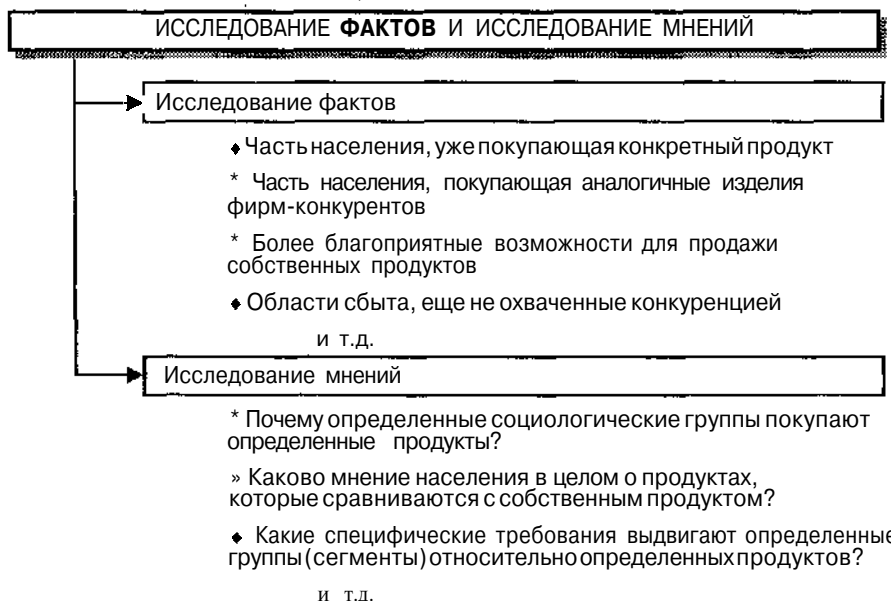 ИССЛЕДОВАНИЕ ФАКТОВ И ИССЛЕДОВАНИЕ МНЕНИЙ
Исследование фактов
♦ Часть населения, уже покупающая конкретный продукт
* Часть населения, покупающая аналогичные изделия
фирм-конкурентов
* Более благоприятные возможности для продажи
собственных продуктов
♦ Области сбыта, еще не охваченные конкуренцией
и т.д.
Исследование мнений
* Почему определенные социологические группы покупают
определенные продукты?
» Каково мнение населения в целом о продуктах,
которые сравниваются с собственным продуктом?
♦ Какие специфические требования выдвигают определенные
группы (сегменты) относительно определенных продуктов?
и т.д.